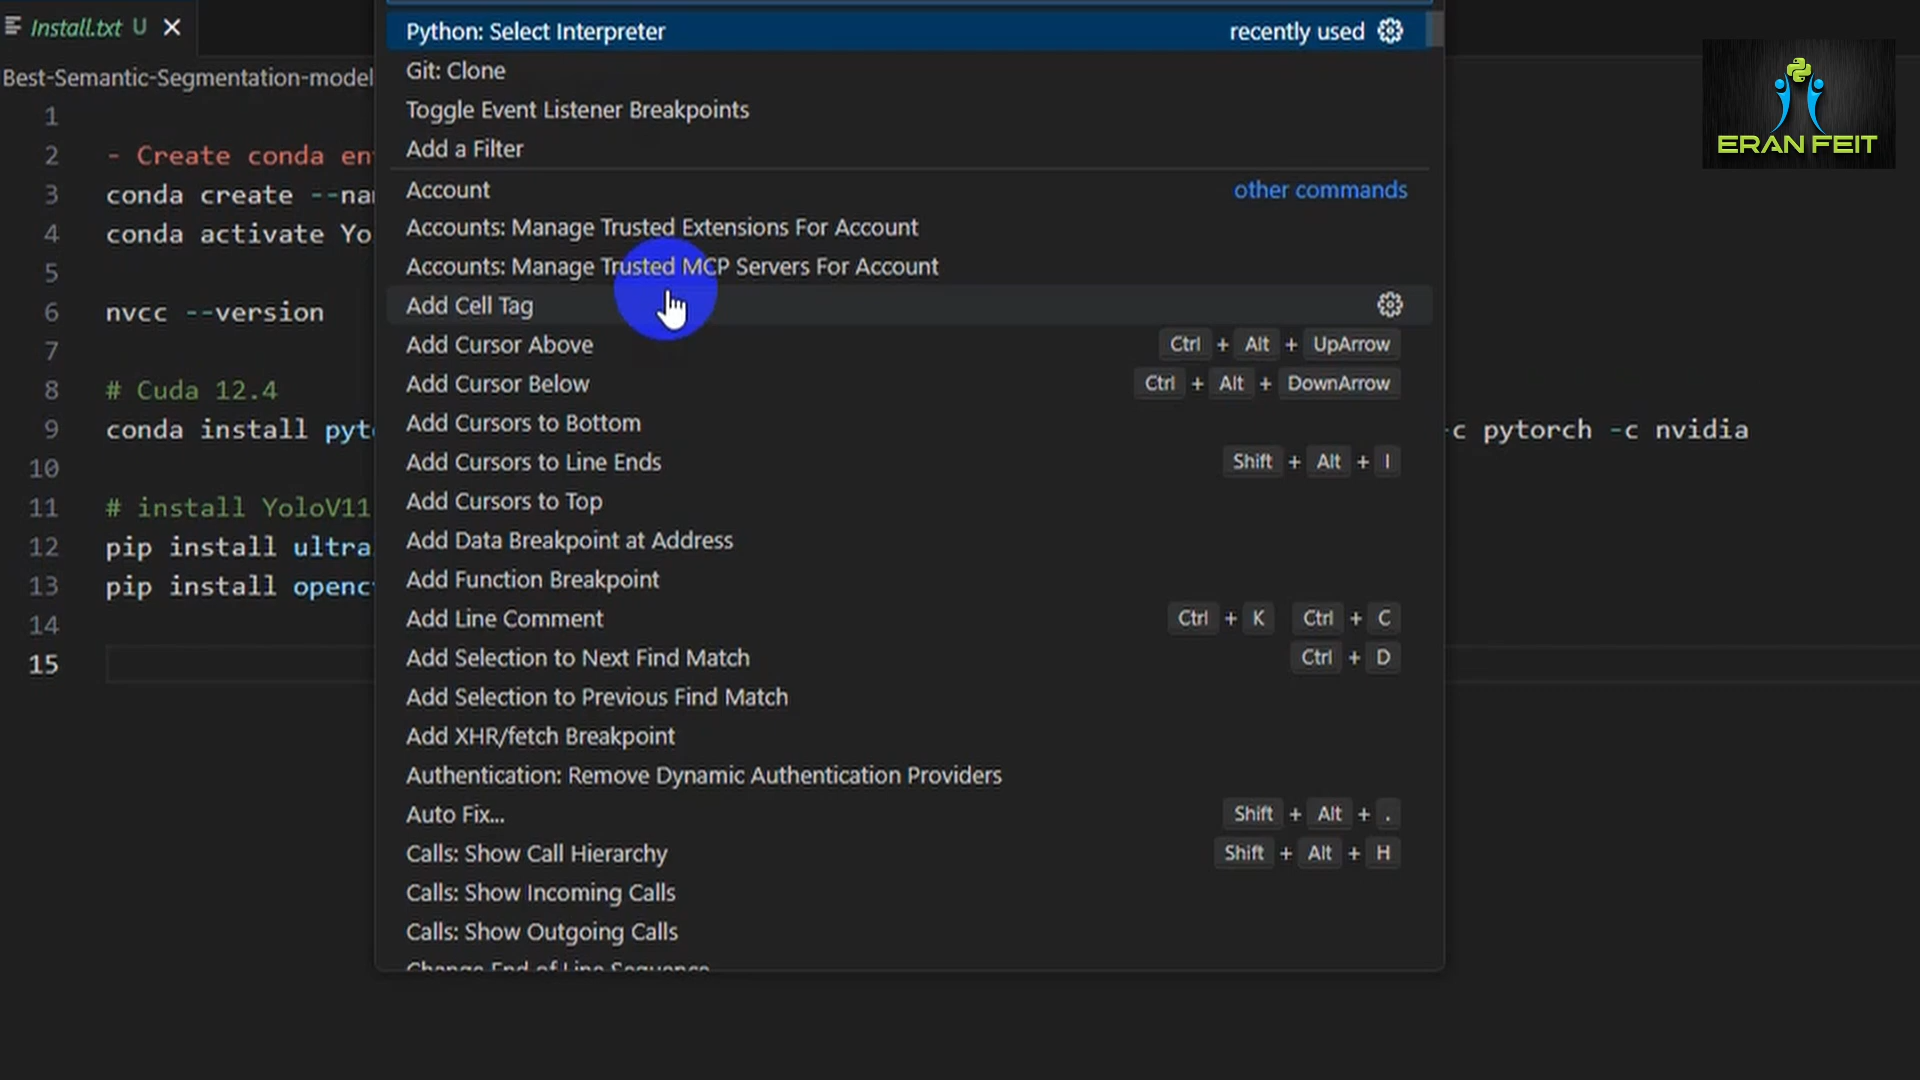 Install.txt U
Best-Semantic-Segmentation-model
1
2 - Create conda en
3 conda create --na
4 conda activate Yo
5
6 nvcc --version
7
8 # Cuda 12.4
9 conda install pyt -c pytorch -c nvidia
10
11 # install YoloV11
12 pip install ultra
13 pip install openc
14
15
Python: Select Interpreter recently used
Git: Clone
Toggle Event Listener Breakpoints
Add a Filter
Account other commands
Accounts: Manage Trusted Extensions For Account
Accounts: Manage Trusted MCP Servers For Account
Add Cell Tag
Add Cursor Above Ctrl + Alt + UpArrow
Add Cursor Below Ctrl + Alt + DownArrow
Add Cursors to Bottom
Add Cursors to Line Ends Shift + Alt + I
Add Cursors to Top
Add Data Breakpoint at Address
Add Function Breakpoint
Add Line Comment Ctrl + K Ctrl + C
Add Selection to Next Find Match Ctrl + D
Add Selection to Previous Find Match
Add XHR/fetch Breakpoint
Authentication: Remove Dynamic Authentication Providers
Auto Fix... Shift + Alt + .
Calls: Show Call Hierarchy Shift + Alt + H
Calls: Show Incoming Calls
Calls: Show Outgoing Calls
Change End of Line Sequence
ERAN FEIT